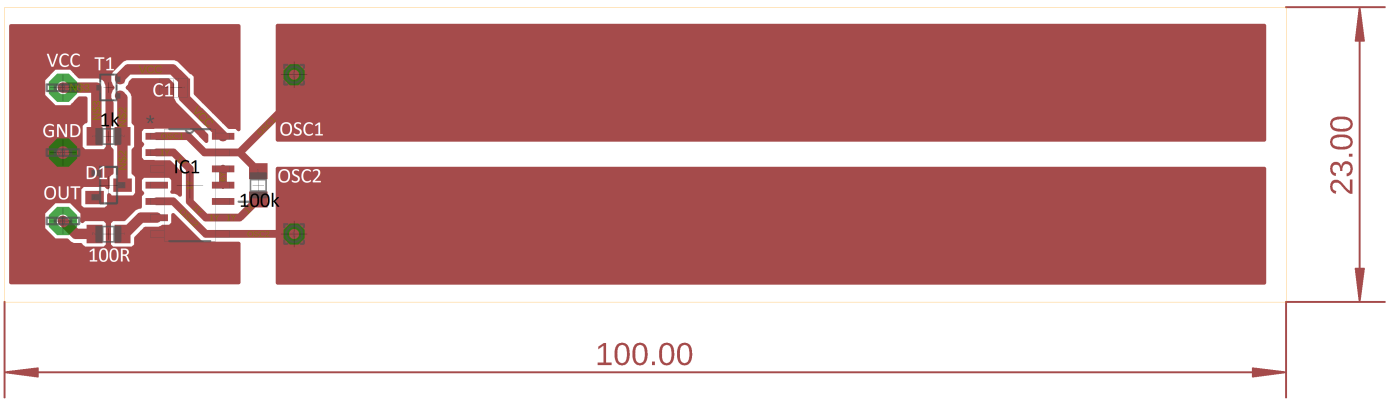 VCC
T1
C1
1k
*
GND
OSC1
IC1
D1
OSC2
OUT
100k
100R
23.00
100.00